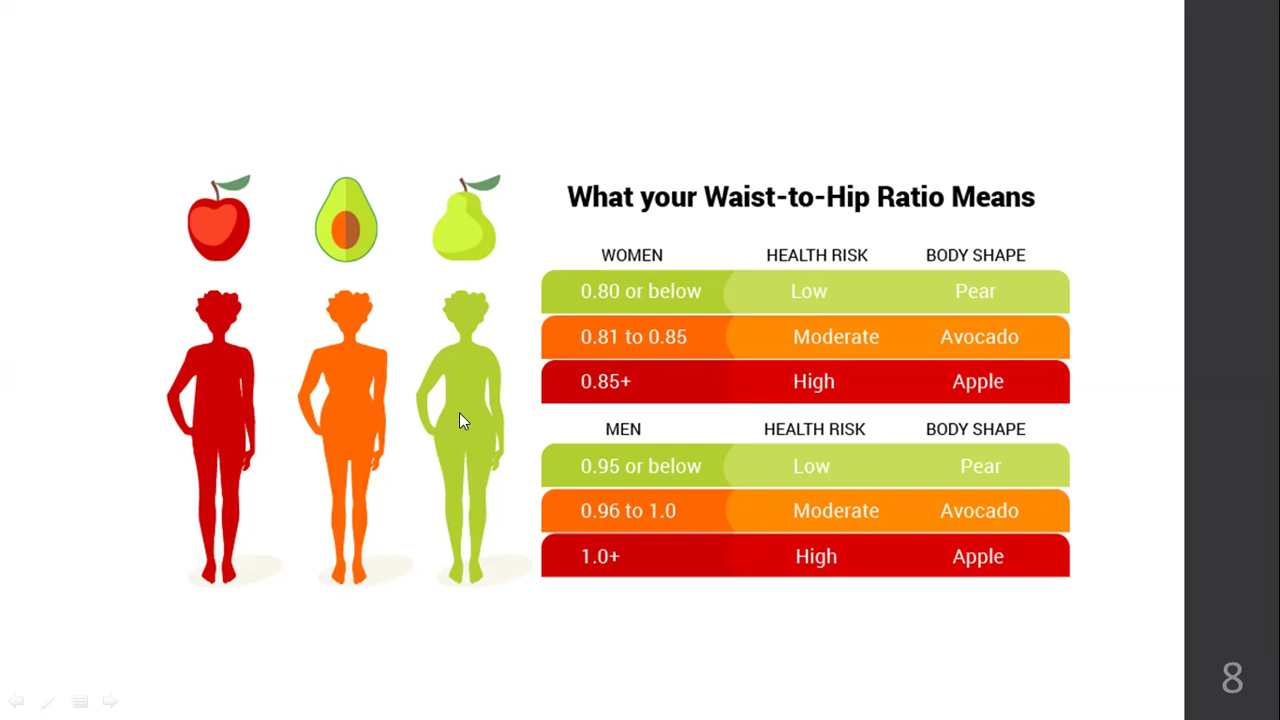 What your Waist-to-Hip Ratio Means
WOMEN HEALTH RISK BODY SHAPE
0.80 or below Low Pear
0.81 to 0.85 Moderate Avocado
0.85+ High Apple
MEN HEALTH RISK BODY SHAPE
0.95 or below Low Pear
0.96 to 1.0 Moderate Avocado
1.0+ High Apple
8